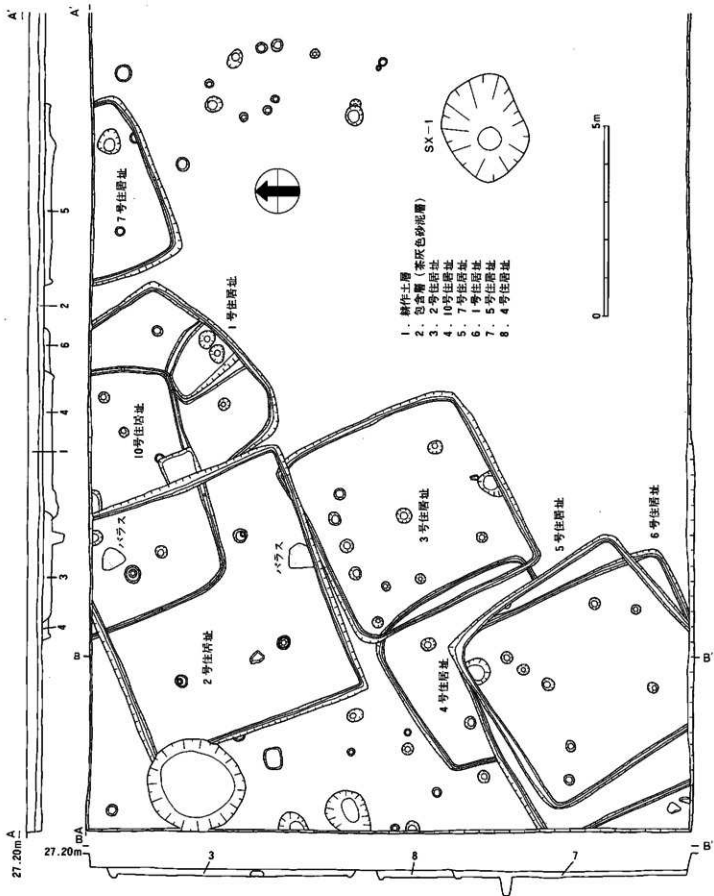 A'
A'
5
2
6
4
1
3
4
A
27.20m
7号住居址
1号住居址
10号住居址
バラス
2号住居址
バラス
3号住居址
4号住居址
5号住居址
6号住居址
SX-1
1. 耕作土層
2. 包含層(茶灰色砂泥層)
3. 2号住居址
4. 10号住居址
5. 7号住居址
6. 1号住居址
7. 5号住居址
8. 4号住居址
0
5m
B
B'
A
B
27.20m
3
8
7
B'